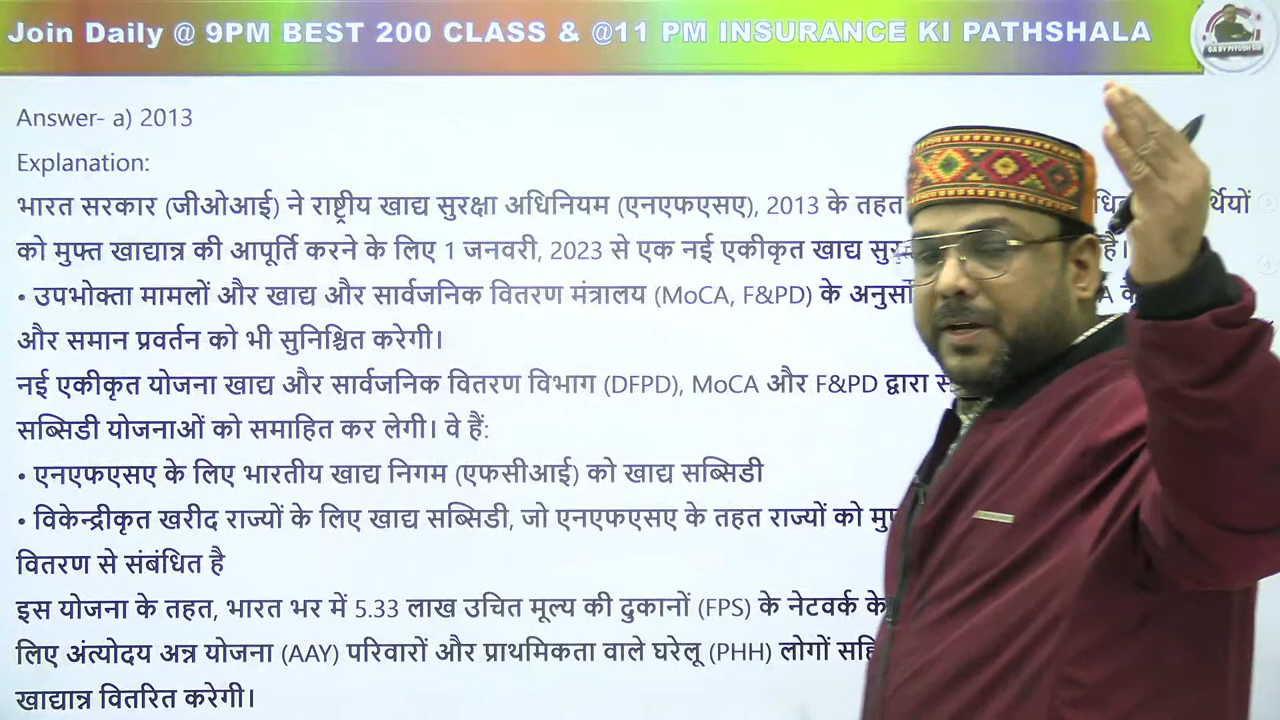 Join Daily @ 9PM BEST 200 CLASS & @11 PM INSURANCE KI PATHSHALA
GA BY PIYUSH SIR
Answer- a) 2013
Explanation:
भारत सरकार (जीओआई) ने राष्ट्रीय खाद्य सुरक्षा अधिनियम (एनएफएसए), 2013 के तहत
को मुफ्त खाद्यान्न की आपूर्ति करने के लिए 1 जनवरी, 2023 से एक नई एकीकृत खाद्य है।
• उपभोक्ता मामलों और खाद्य और सार्वजनिक वितरण मंत्रालय (MoCA, F&PD) के
और समान प्रवर्तन को भी सुनिश्चित करेगी।
नई एकीकृत योजना खाद्य और सार्वजनिक वितरण विभाग (DFPD), MoCA और F&PD द्वारा
सब्सिडी योजनाओं को समाहित कर लेगी। वे हैं:
• एनएफएसए के लिए भारतीय खाद्य निगम (एफसीआई) को खाद्य सब्सिडी
• विकेन्द्रीकृत खरीद राज्यों के लिए खाद्य सब्सिडी, जो एनएफएसए के तहत राज्यों को
वितरण से संबंधित है
इस योजना के तहत, भारत भर में 5.33 लाख उचित मूल्य की दुकानों (FPS) के नेटवर्क के
लिए अंत्योदय अन्न योजना (AAY) परिवारों और प्राथमिकता वाले घरेलू (PHH) लोगों
खाद्यान्न वितरित करेगी।